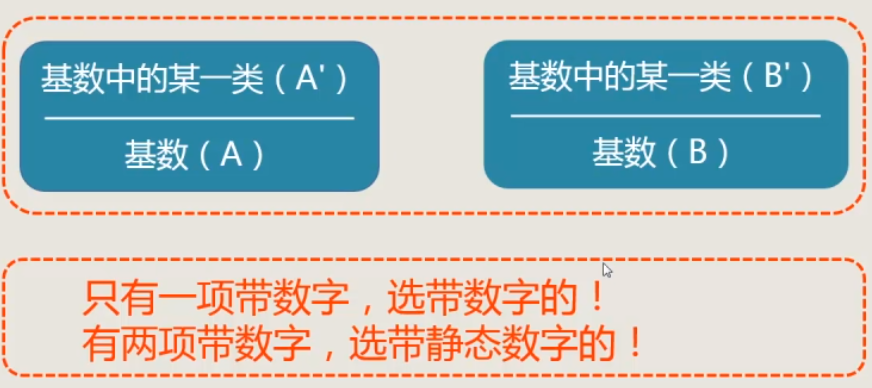 基数中的某一类（A'）
基数（A）
基数中的某一类（B'）
基数（B）
只有一项带数字，选带数字的！
有两项带数字，选带静态数字的！